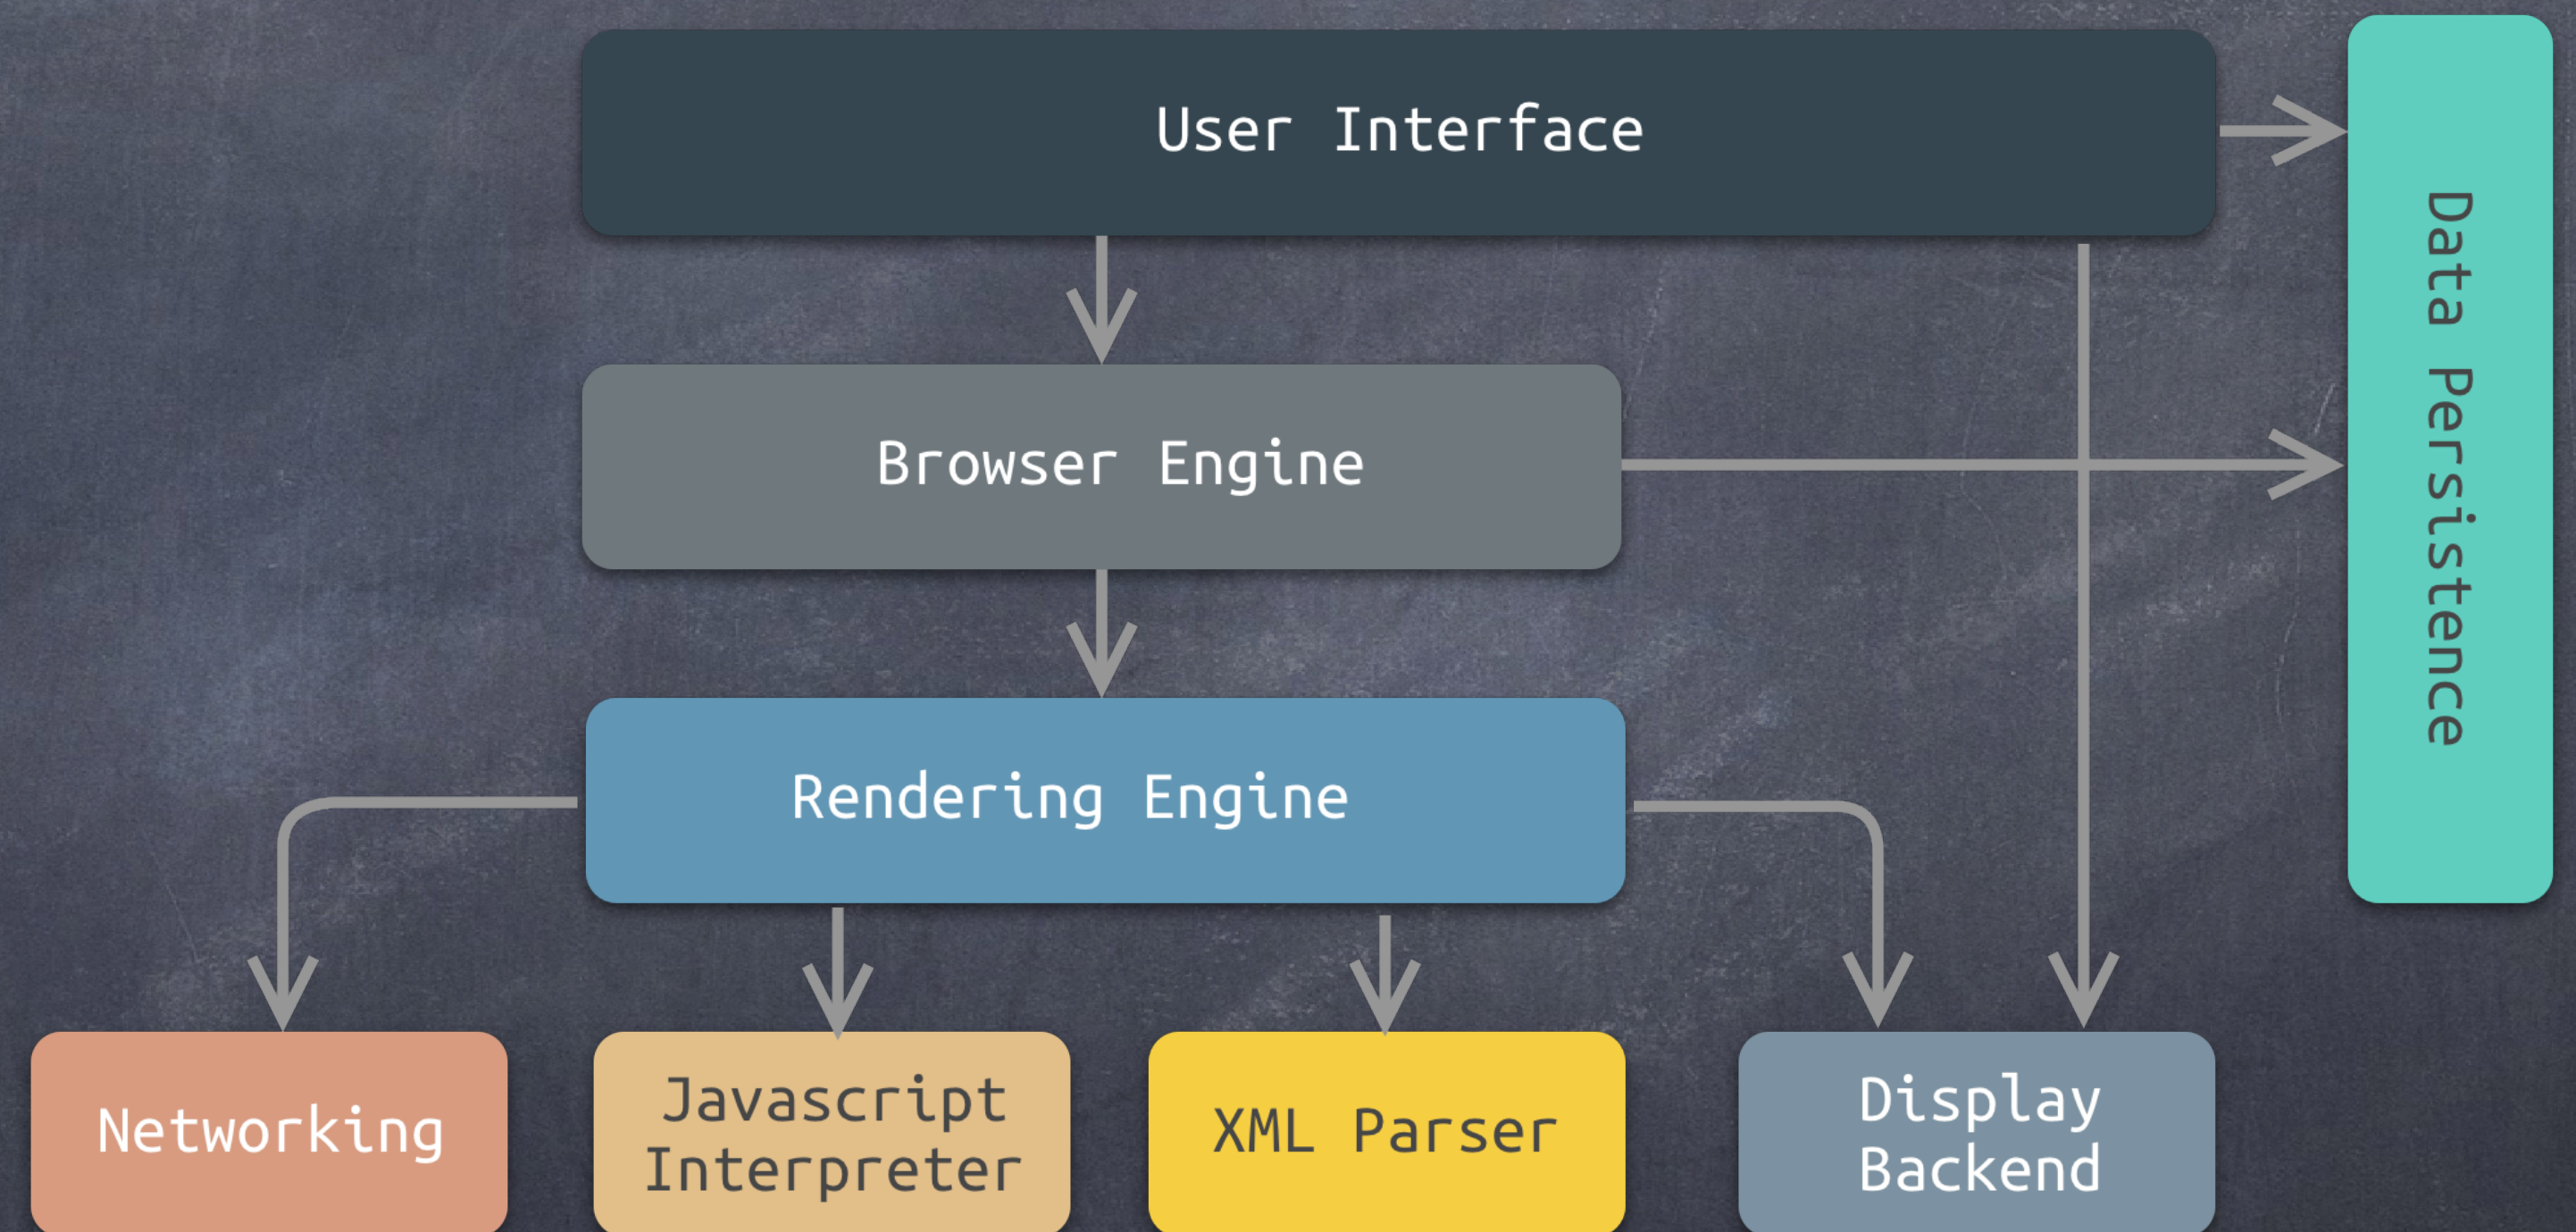 User Interface
Data Persistence
Browser Engine
Rendering Engine
Networking
Javascript
Interpreter
XML Parser
Display
Backend